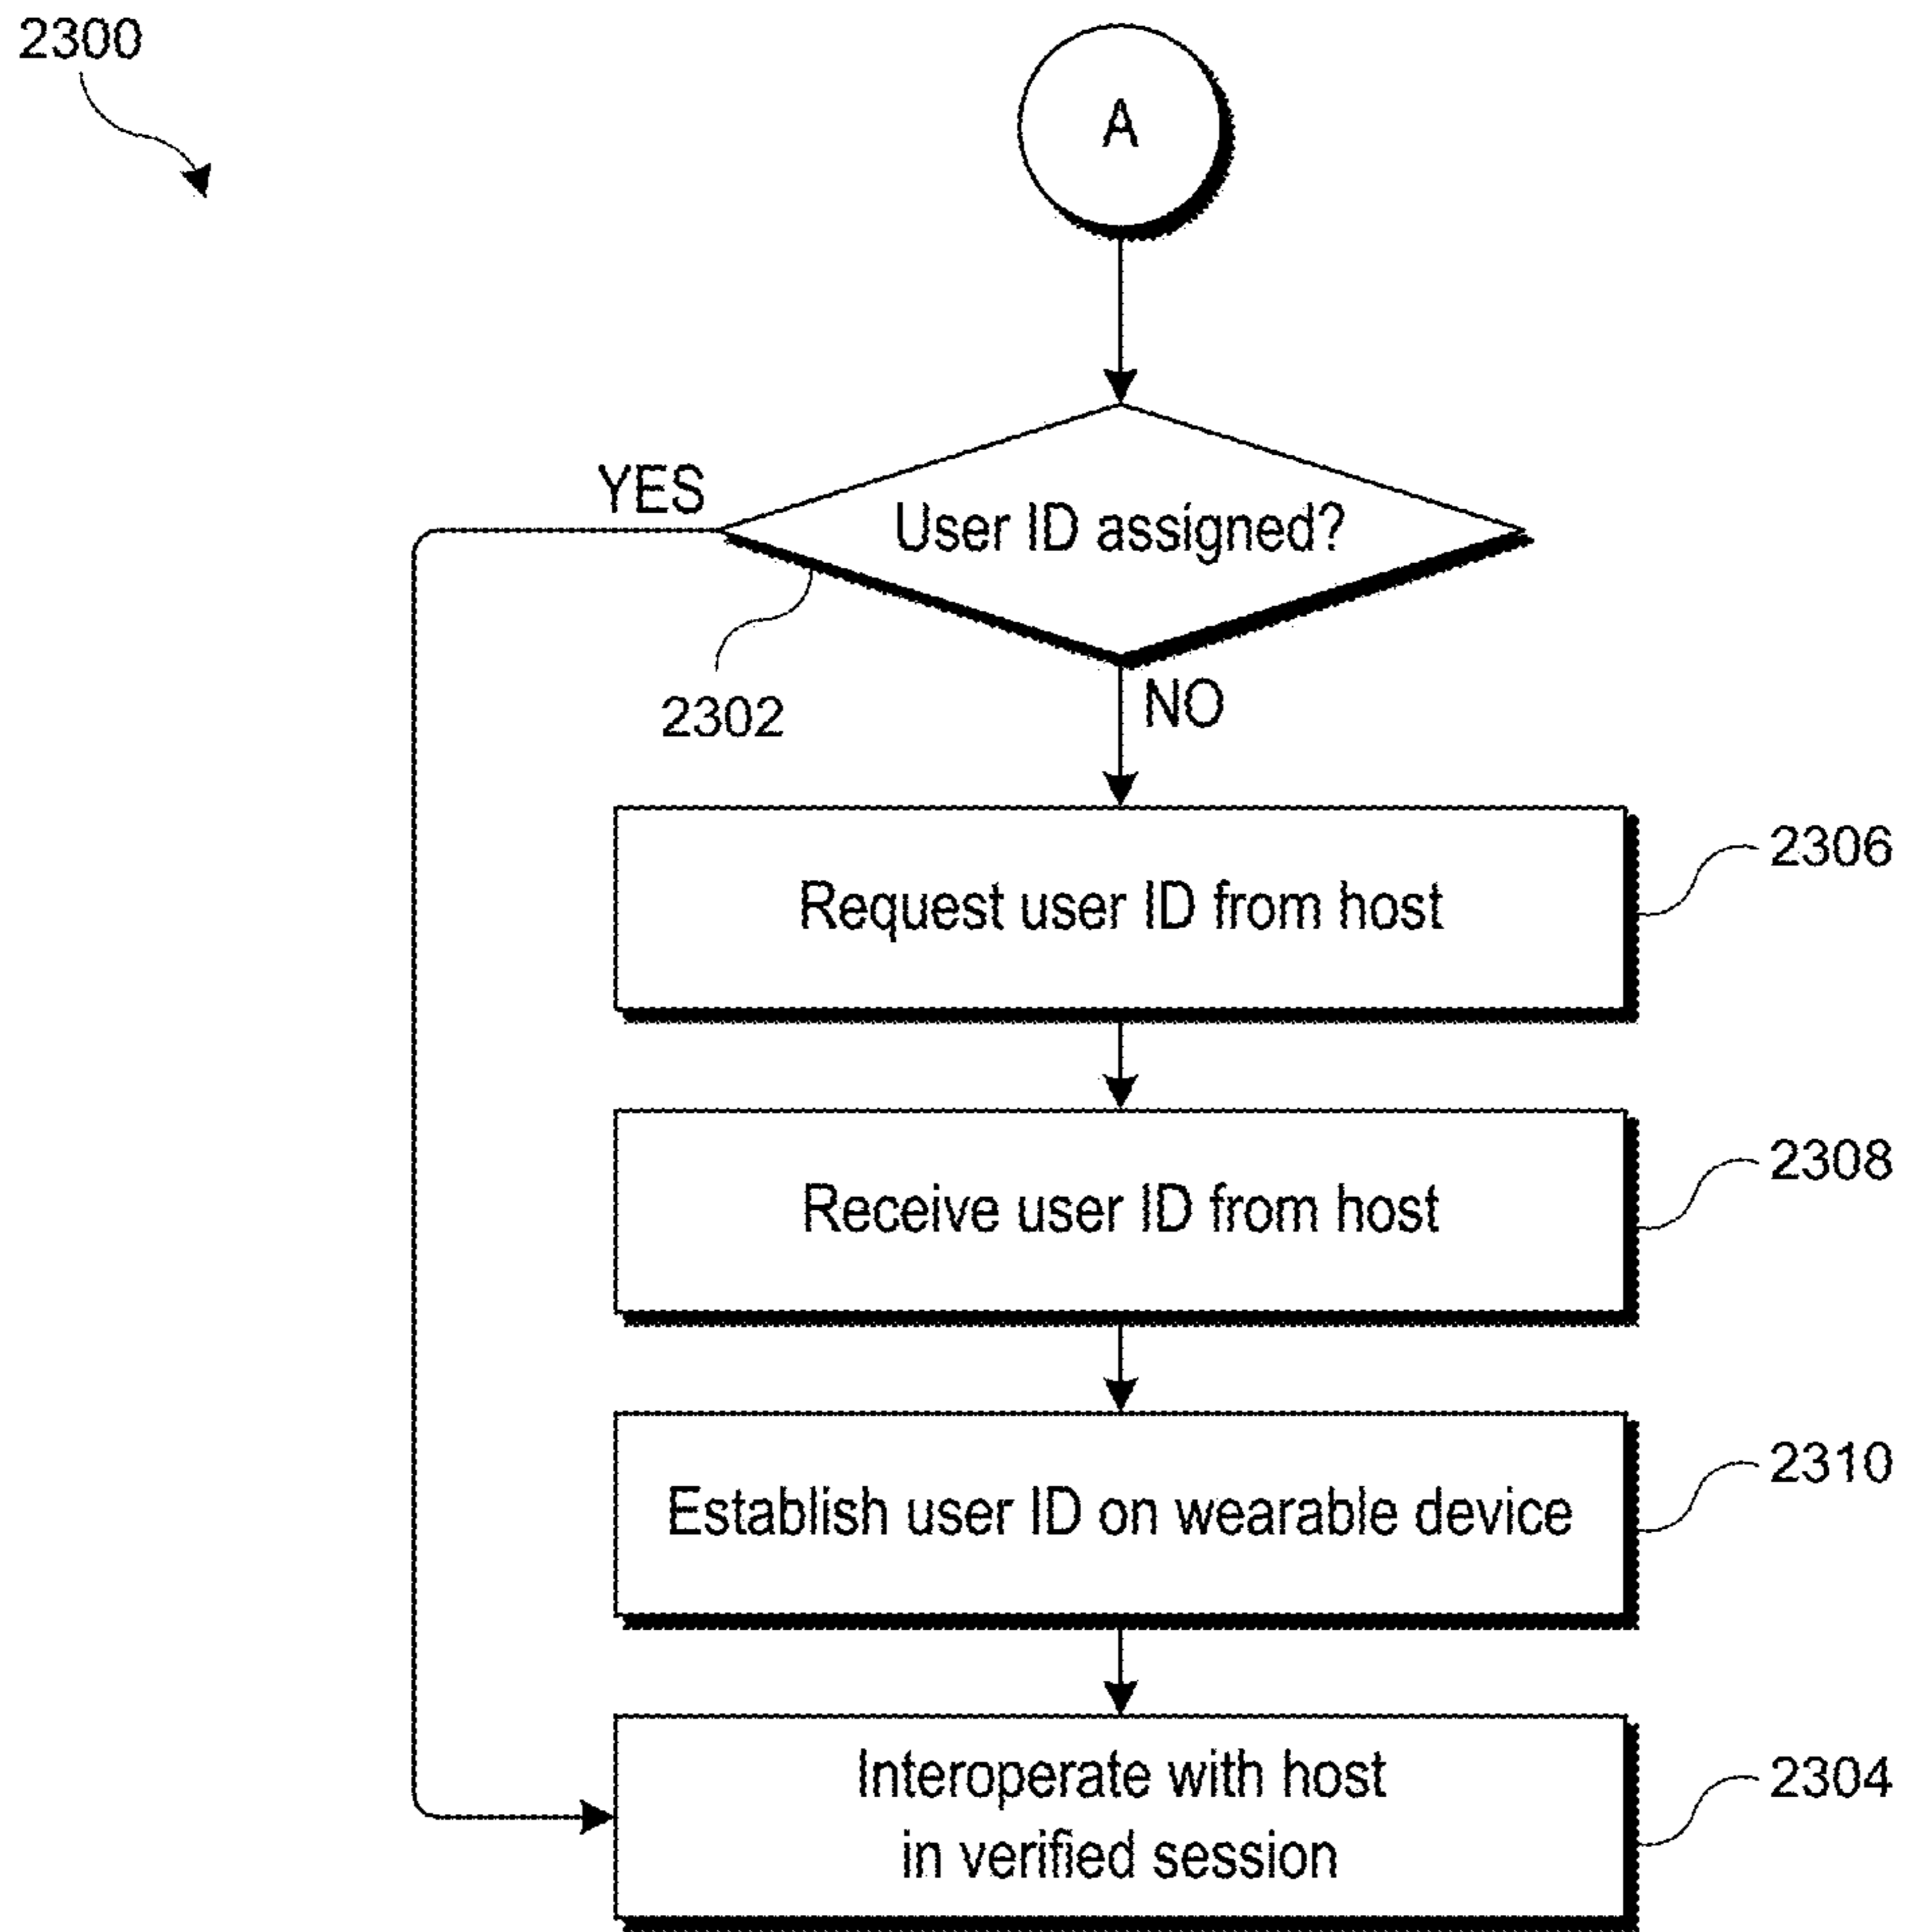 2300
A
YES
User ID assigned?
2302
NO
Request user ID from host
2306
Receive user ID from host
2308
Establish user ID on wearable device
2310
Interoperate with host
in verified session
2304